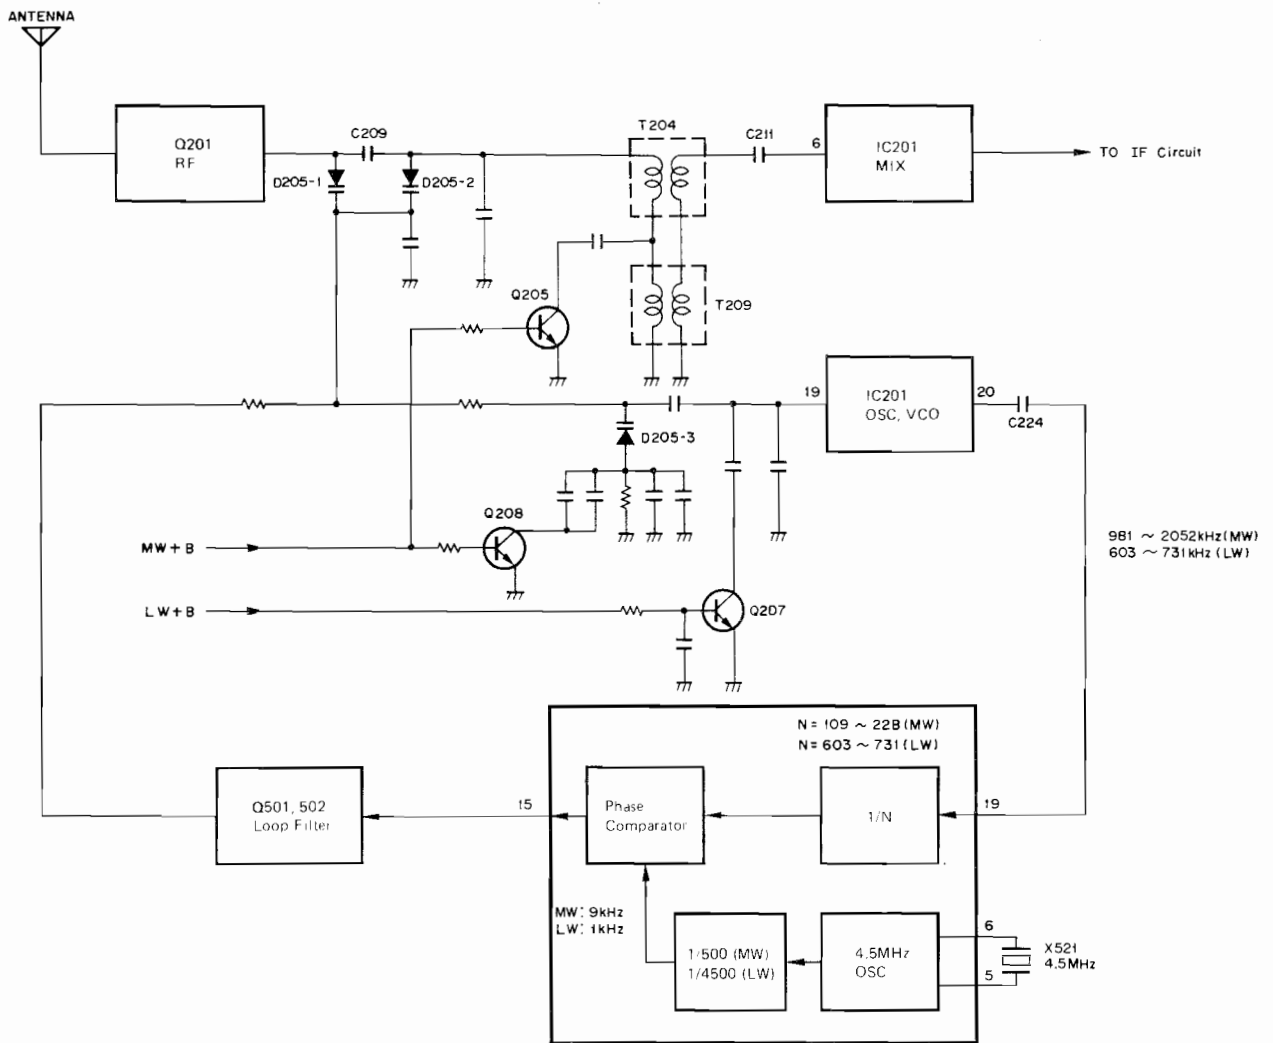 ANTENNA
Q201
RF
C209
D205-1
D205-2
T204
C211
6
IC201
MIX
TO IF Circuit
Q205
T209
19
IC201
OSC, VCO
20
C224
D205-3
Q208
MW+B
LW+B
Q207
981 ~ 2052kHz(MW)
603 ~ 731kHz(LW)
N= 109 ~ 228(MW)
N= 603 ~ 731(LW)
Q501, 502
Loop Filter
15
Phase
Comparator
1/N
19
MW: 9kHz
LW: 1kHz
1/500 (MW)
1/4500 (LW)
4.5MHz
OSC
6
5
X521
4.5MHz